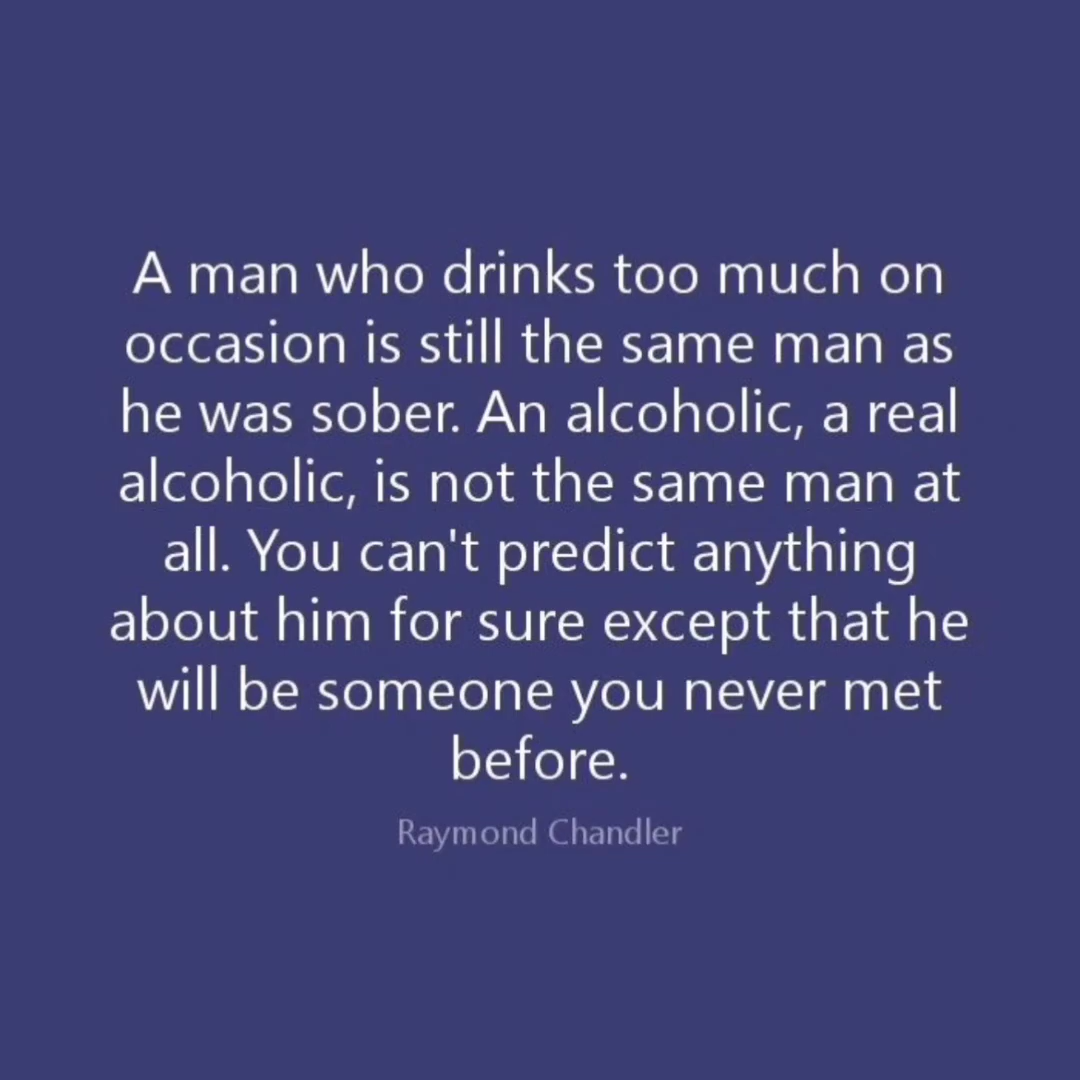 A man who drinks too much on
occasion is still the same man as
he was sober. An alcoholic, a real
alcoholic, is not the same man at
all. You can't predict anything
about him for sure except that he
will be someone you never met
before.
Raymond Chandler